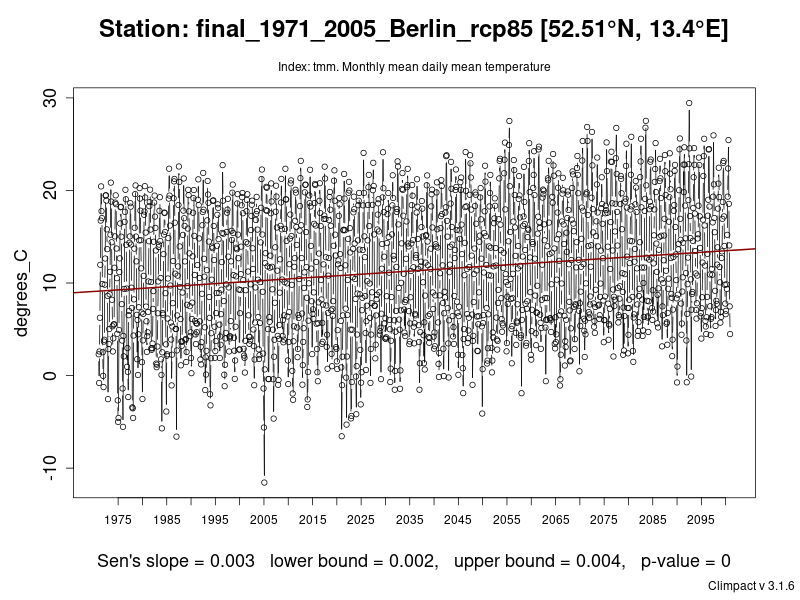 Station: final_1971_2005_Berlin_rcp85 [52.51°N, 13.4°E]
Index: tmm. Monthly mean daily mean temperature
degrees_C
30
20
10
0
-10
1975 1985 1995 2005 2015 2025 2035 2045 2055 2065 2075 2085 2095
Sen's slope = 0.003 lower bound = 0.002, upper bound = 0.004, p-value = 0
Climpact v 3.1.6